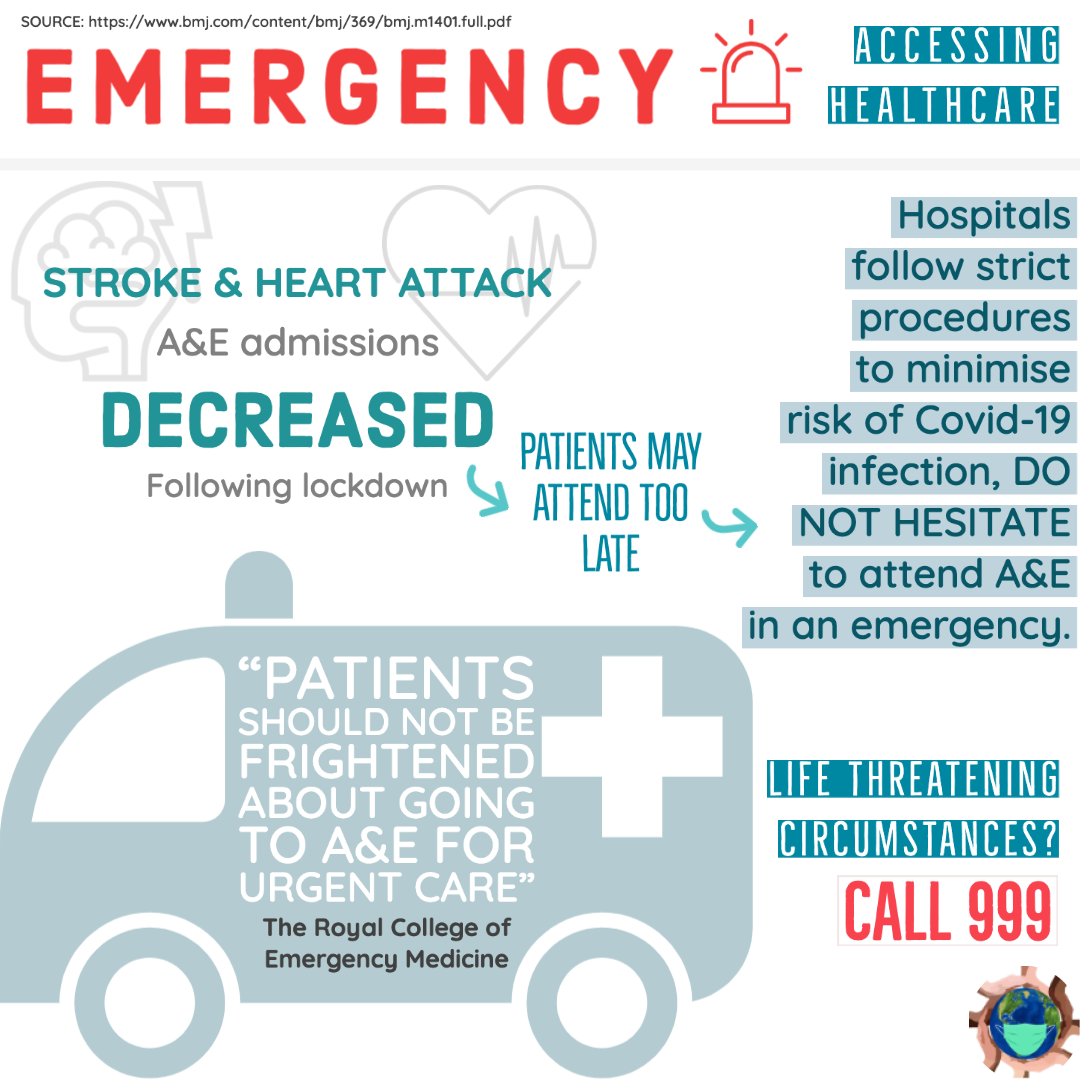 SOURCE: https://www.bmj.com/content/bmj/369/bmj.m1401.full.pdf
EMERGENCY
ACCESSING
HEALTHCARE
STROKE & HEART ATTACK
A&E admissions
DECREASED
Following lockdown
PATIENTS MAY
ATTEND TOO
LATE
Hospitals
follow strict
procedures
to minimise
risk of Covid-19
infection, DO
NOT HESITATE
to attend A&E
in an emergency.
“PATIENTS
SHOULD NOT BE
FRIGHTENED
ABOUT GOING
TO A&E FOR
URGENT CARE”
The Royal College of
Emergency Medicine
LIFE THREATENING
CIRCUMSTANCES?
CALL 999